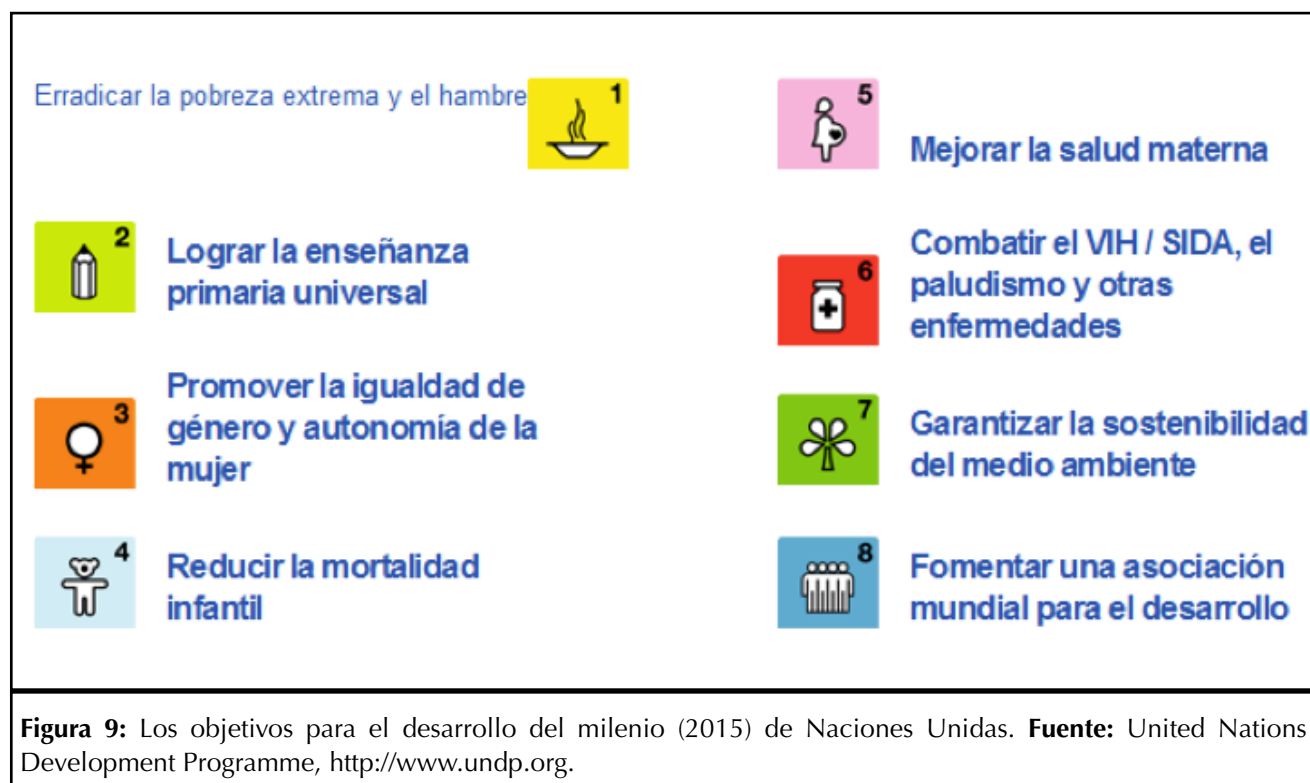 Erradicar la pobreza extrema y el hambre
1
2
Lograr la enseñanza
primaria universal
3
Promover la igualdad de
género y autonomía de la
mujer
4
Reducir la mortalidad
infantil
5
Mejorar la salud materna
6
Combatir el VIH / SIDA, el
paludismo y otras
enfermedades
7
Garantizar la sostenibilidad
del medio ambiente
8
Fomentar una asociación
mundial para el desarrollo
Figura 9: Los objetivos para el desarrollo del milenio (2015) de Naciones Unidas. Fuente: United Nations
Development Programme, http://www.undp.org.